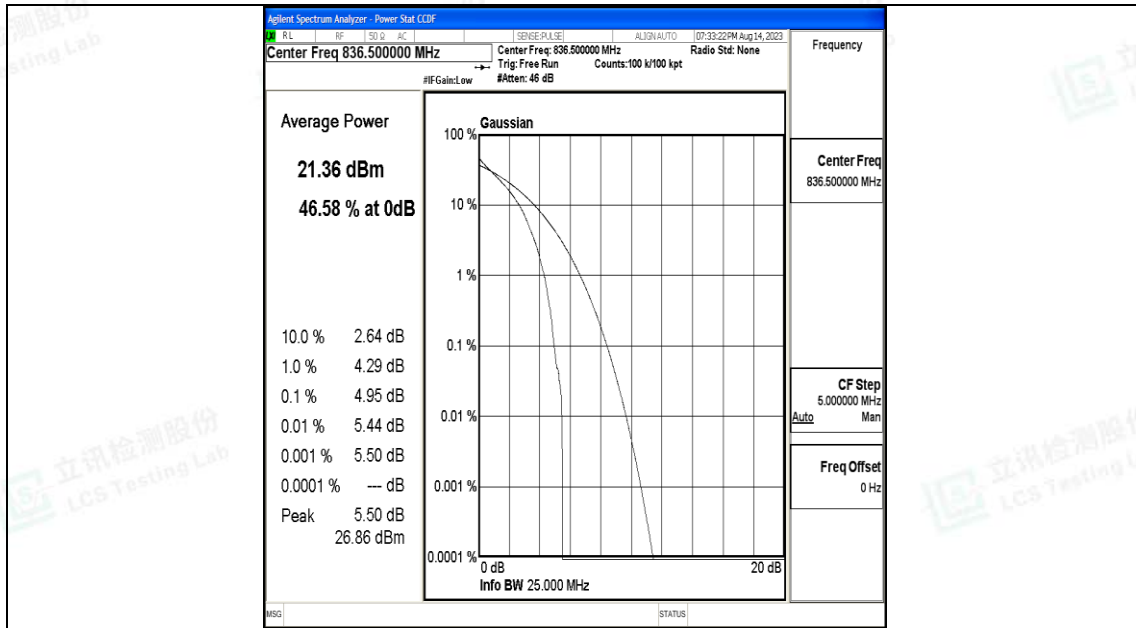 Agilent Spectrum Analyzer - Power Stat CCDF
RL RF 50 Ω AC SENSE:PULSE ALIGNAUTO 07:33:22PM Aug 14, 2023
Center Freq 836.500000 MHz
Center Freq: 836.500000 MHz Radio Std: None
Trig: Free Run Counts:100 k/100 kpt
#IFGain:Low #Atten: 46 dB
Frequency
Average Power
21.36 dBm
46.58 % at 0dB
10.0 % 2.64 dB
1.0 % 4.29 dB
0.1 % 4.95 dB
0.01 % 5.44 dB
0.001 % 5.50 dB
0.0001 % --- dB
Peak 5.50 dB
26.86 dBm
Gaussian
100 %
10 %
1 %
0.1 %
0.01 %
0.001 %
0.0001 %
0 dB 20 dB
Info BW 25.000 MHz
Center Freq
836.500000 MHz
CF Step
5.000000 MHz
Auto Man
Freq Offset
0 Hz
MSG STATUS
立讯检测股份
LCS Testing Lab